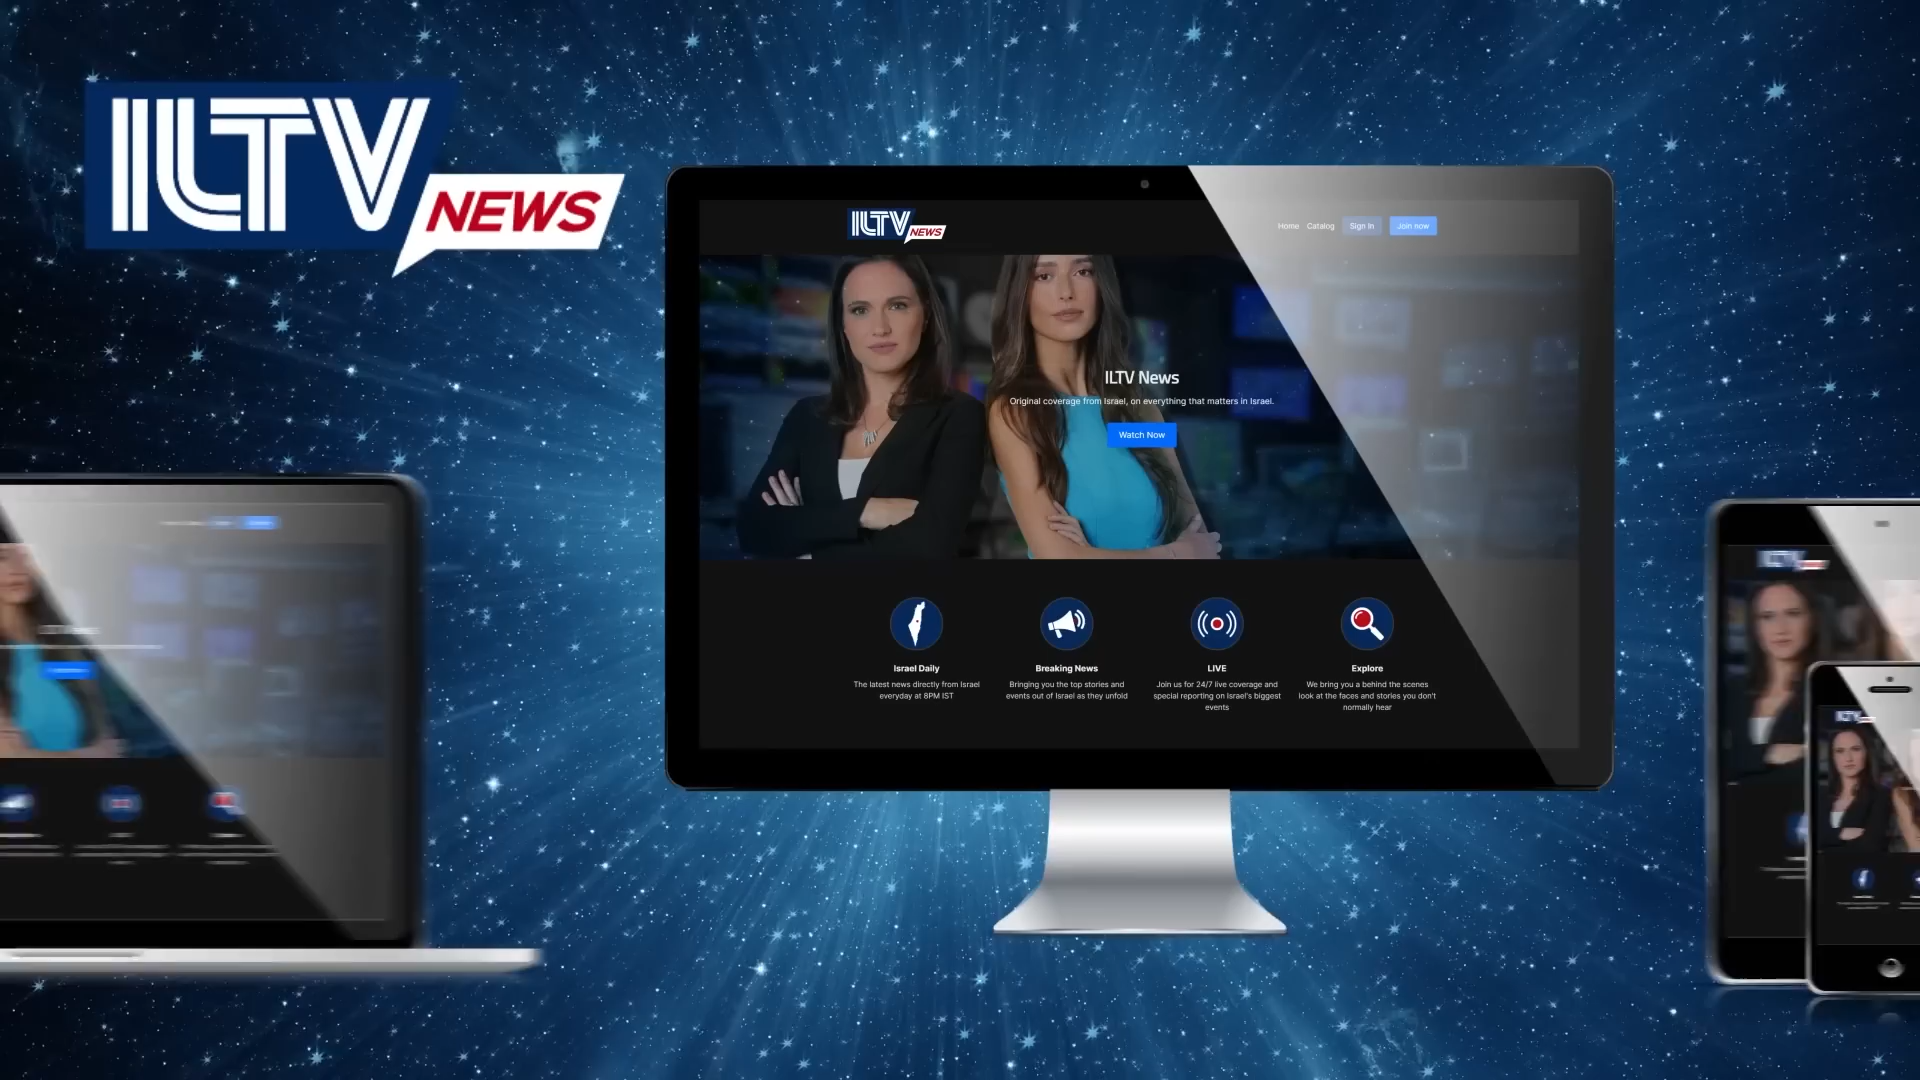 ILTV
NEWS
ILTV
NEWS
Home Catalog Sign In Join now
ILTV News
Original coverage from Israel, on everything that matters in Israel.
Watch Now
Israel Daily
The latest news directly from Israel
everyday at 8PM IST
Breaking News
Bringing you the top stories and
events out of Israel as they unfold
LIVE
Join us for 24/7 live coverage and
special reporting on Israel's biggest
events
Explore
We bring you a behind the scenes
look at the faces and stories you don't
normally hear
ILTV